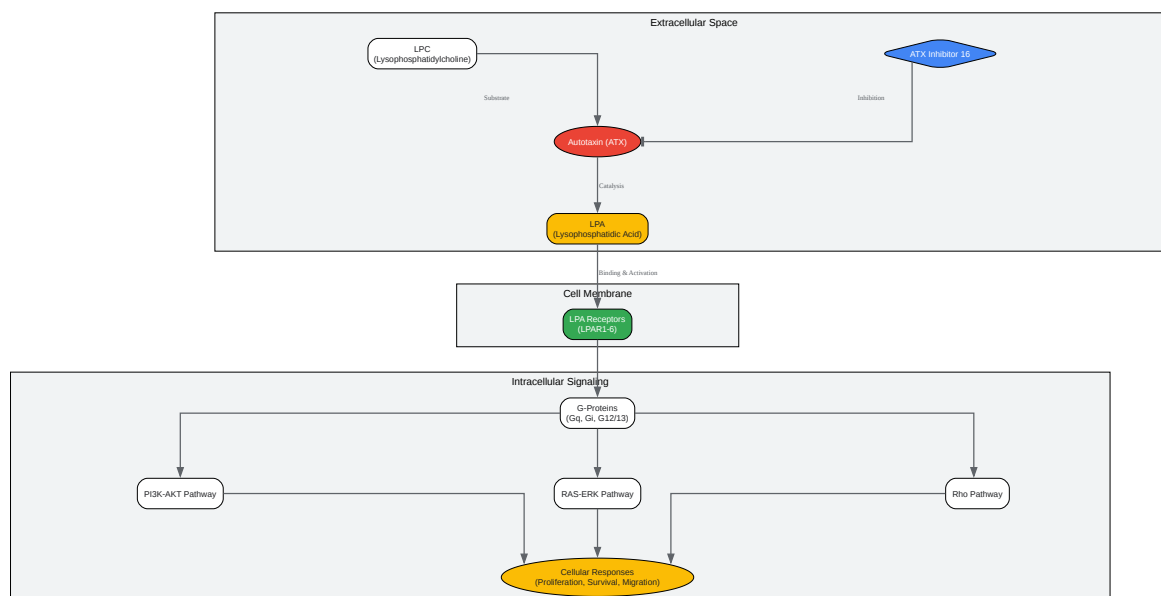 Extracellular Space
LPC
(Lysophosphatidylcholine)
ATX Inhibitor 16
Substrate
Inhibition
Autotaxin (ATX)
Catalysis
LPA
(Lysophosphatidic Acid)
Binding & Activation
Cell Membrane
LPA Receptors
(LPAR1-6)
Intracellular Signaling
G-Proteins
(Gq, Gi, G12/13)
PI3K-AKT Pathway
RAS-ERK Pathway
Rho Pathway
Cellular Responses
(Proliferation, Survival, Migration)